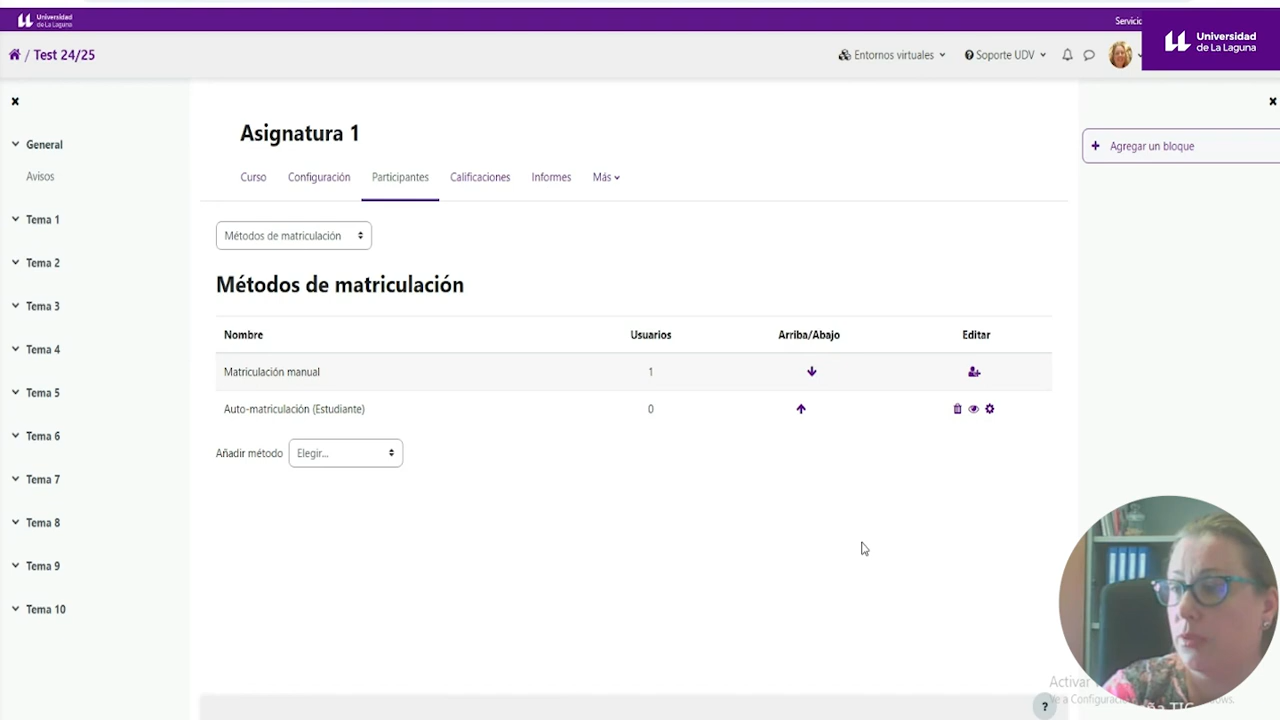 Universidad
de La Laguna
Servicio
Universidad
de La Laguna
/ Test 24/25
Entornos virtuales
Soporte UDV
General
Avisos
Tema 1
Tema 2
Tema 3
Tema 4
Tema 5
Tema 6
Tema 7
Tema 8
Tema 9
Tema 10
Asignatura 1
Curso Configuración Participantes Calificaciones Informes Más
Métodos de matriculación
Métodos de matriculación
Nombre Usuarios Arriba/Abajo Editar
Matriculación manual 1
Auto-matriculación (Estudiante) 0
Añadir método Elegir...
+ Agregar un bloque
Activar
?